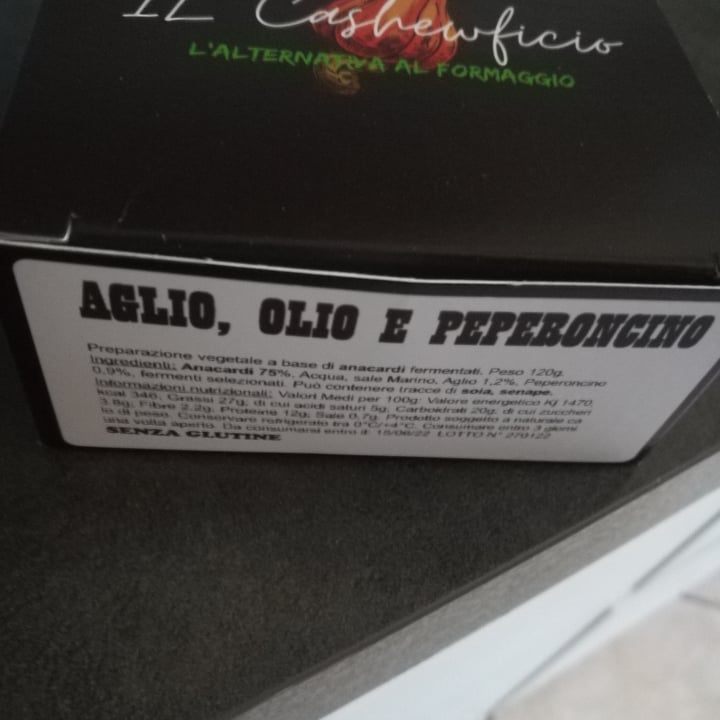 IL Cashewficio
L'ALTERNATIVA AL FORMAGGIO
AGLIO, OLIO E PEPERONCINO
Preparazione vegetale a base di anacardi fermentati. Peso 120g.
Ingredienti: Anacardi 75%, Acqua, sale Marino, Aglio 1,2%, Peperoncino
0,9%, fermenti selezionati. Può contenere tracce di soia, senape.
Informazioni nutrizionali: Valori Medi per 100g: Valore energetico Kj 1470,
kcal 346, Grassi 27g, di cui acidi saturi 5g, Carboidrati 20g, di cui zuccheri
3.8g, Fibre 2.2g, Proteine 12g, Sale 0.7g. Prodotto soggetto a naturale ca
lo di peso. Conservare refrigerato tra 0°C/+4°C. Consumare entro 3 giorni
una volta aperto. Da consumarsi entro il: 15/06/22 LOTTO N° 270122
SENZA GLUTINE